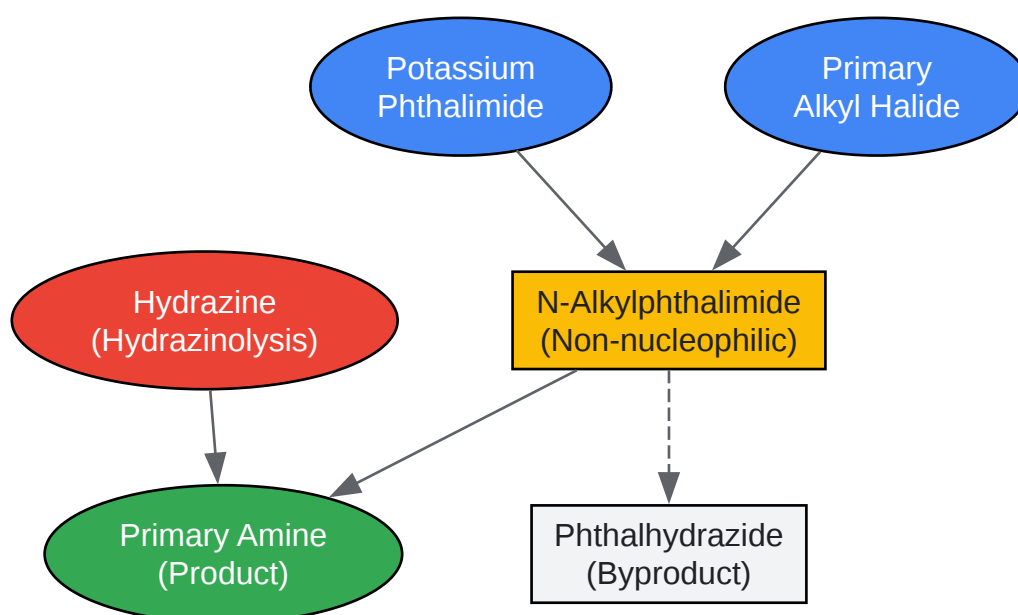 Potassium
Phthalimide
Primary
Alkyl Halide
Hydrazine
(Hydrazinolysis)
N-Alkylphthalimide
(Non-nucleophilic)
Primary Amine
(Product)
Phthalhydrazide
(Byproduct)